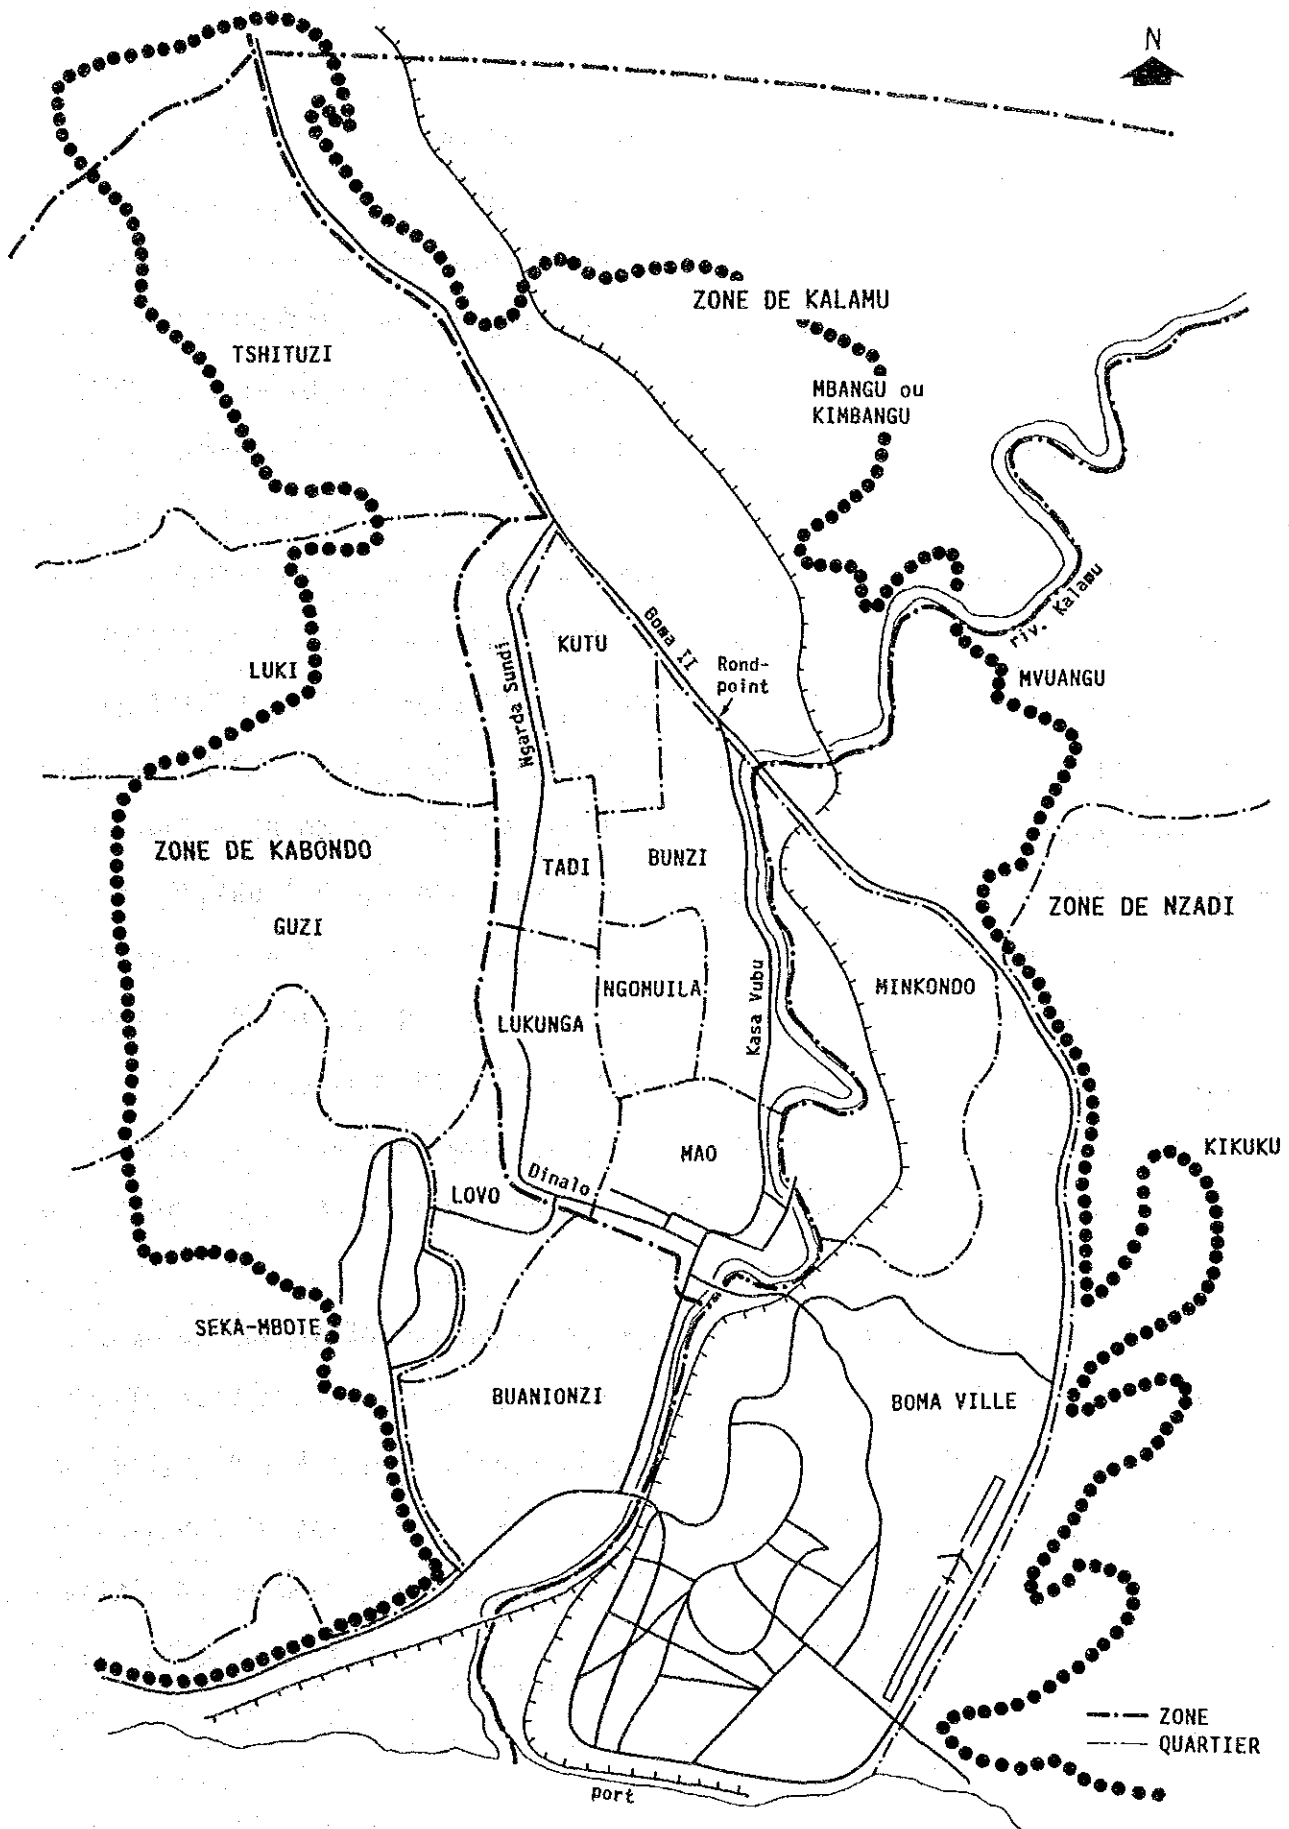 N
ZONE DE KALAMU
TSHITUZI
MBANGU ou
KIMBANGU
riv. Kalamu
Boma II
KUTU
Ngarda Sundi
Rond-
point
LUKI
MVUANGU
ZONE DE KABONDO
TADI
BUNZI
ZONE DE NZADI
GUZI
NGOMUILA
MINKONDO
Kasa Vubu
LUKUNGA
MAO
KIKUKU
Dinalo
LOVO
SEKA-MBOTE
BUANIONZI
BOMA VILLE
ZONE
QUARTIER
port